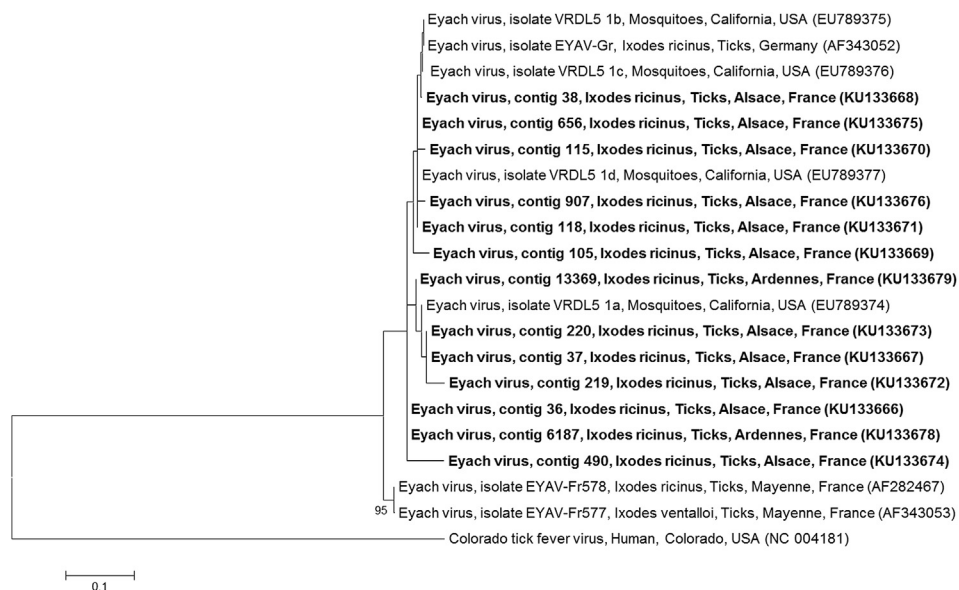 Eyach virus, isolate VRDL5 1b, Mosquitoes, California, USA (EU789375)
Eyach virus, isolate EYAV-Gr, Ixodes ricinus, Ticks, Germany (AF343052)
Eyach virus, isolate VRDL5 1c, Mosquitoes, California, USA (EU789376)
Eyach virus, contig 38, Ixodes ricinus, Ticks, Alsace, France (KU133668)
Eyach virus, contig 656, Ixodes ricinus, Ticks, Alsace, France (KU133675)
Eyach virus, contig 115, Ixodes ricinus, Ticks, Alsace, France (KU133670)
Eyach virus, isolate VRDL5 1d, Mosquitoes, California, USA (EU789377)
Eyach virus, contig 907, Ixodes ricinus, Ticks, Alsace, France (KU133676)
Eyach virus, contig 118, Ixodes ricinus, Ticks, Alsace, France (KU133671)
Eyach virus, contig 105, Ixodes ricinus, Ticks, Alsace, France (KU133669)
Eyach virus, contig 13369, Ixodes ricinus, Ticks, Ardennes, France (KU133679)
Eyach virus, isolate VRDL5 1a, Mosquitoes, California, USA (EU789374)
Eyach virus, contig 220, Ixodes ricinus, Ticks, Alsace, France (KU133673)
Eyach virus, contig 37, Ixodes ricinus, Ticks, Alsace, France (KU133667)
Eyach virus, contig 219, Ixodes ricinus, Ticks, Alsace, France (KU133672)
Eyach virus, contig 36, Ixodes ricinus, Ticks, Alsace, France (KU133666)
Eyach virus, contig 6187, Ixodes ricinus, Ticks, Ardennes, France (KU133678)
Eyach virus, contig 490, Ixodes ricinus, Ticks, Alsace, France (KU133674)
Eyach virus, isolate EYAV-Fr578, Ixodes ricinus, Ticks, Mayenne, France (AF282467)
95
Eyach virus, isolate EYAV-Fr577, Ixodes ventalloi, Ticks, Mayenne, France (AF343053)
Colorado tick fever virus, Human, Colorado, USA (NC 004181)
0.1